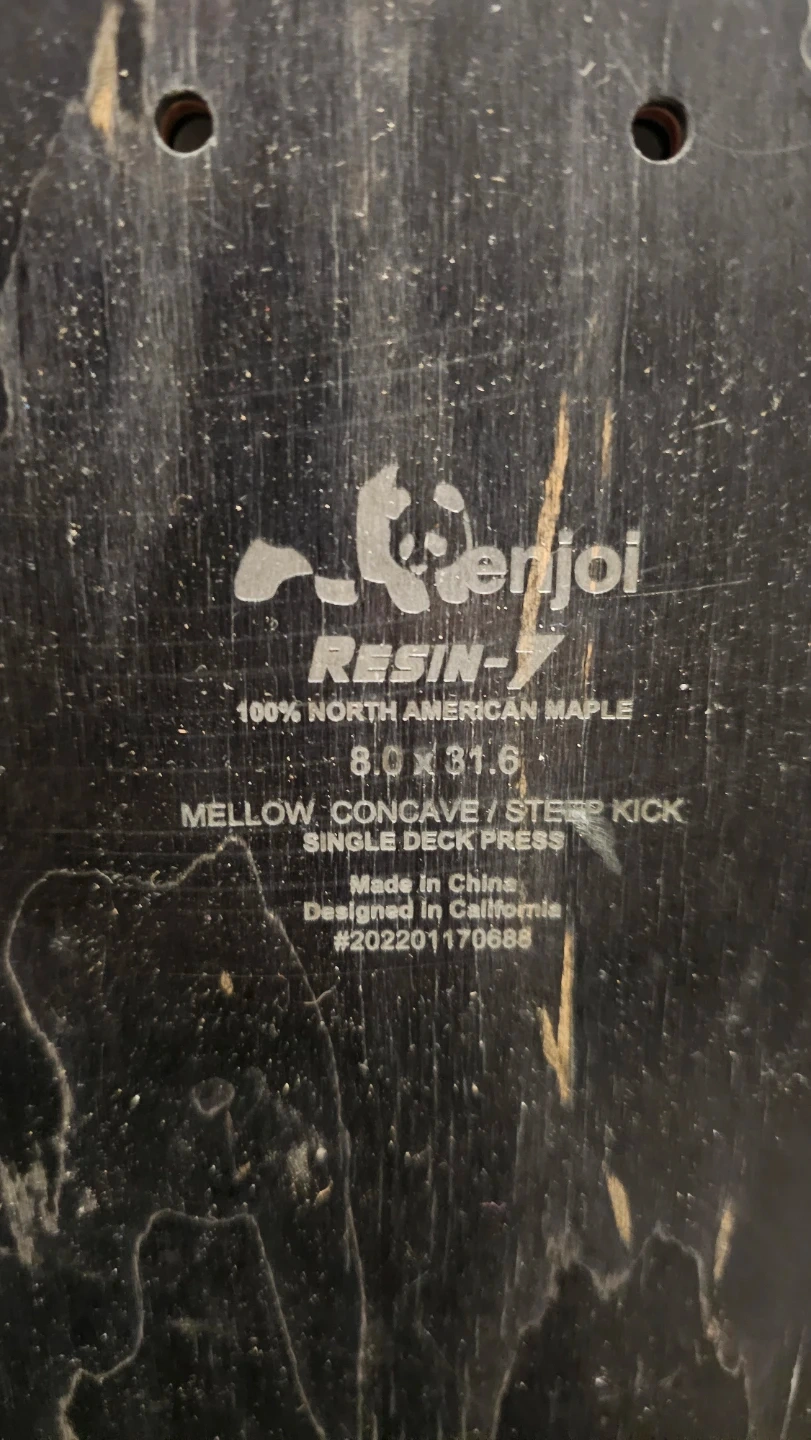 enjoi
RESIN-7
100% NORTH AMERICAN MAPLE
8.0 x 31.6
MELLOW CONCAVE / STEEP KICK
SINGLE DECK PRESS
Made in China
Designed in California
#202201170688